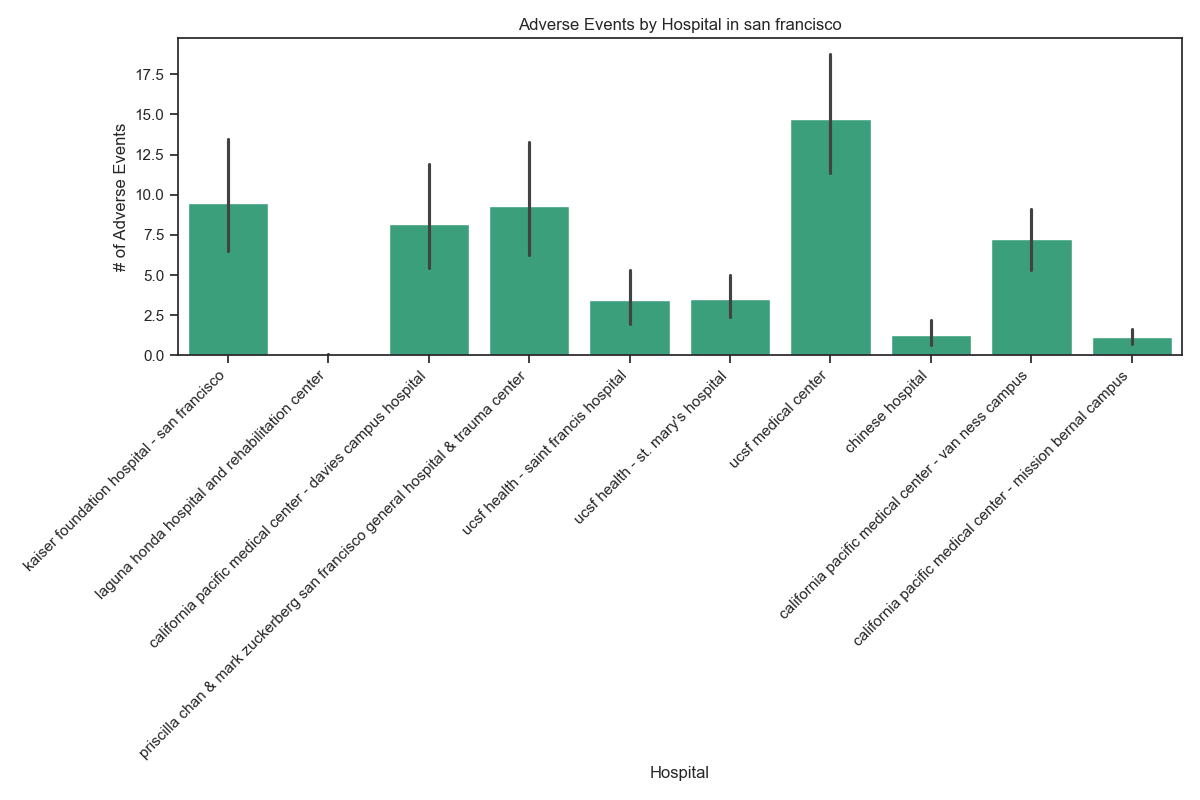 Adverse Events by Hospital in san francisco
# of Adverse Events
17.5
15.0
12.5
10.0
7.5
5.0
2.5
0.0
kaiser foundation hospital - san francisco
laguna honda hospital and rehabilitation center
california pacific medical center - davies campus hospital
priscilla chan & mark zuckerberg san francisco general hospital & trauma center
ucsf health - saint francis hospital
ucsf health - st. mary's hospital
ucsf medical center
chinese hospital
california pacific medical center - van ness campus
california pacific medical center - mission bernal campus
Hospital